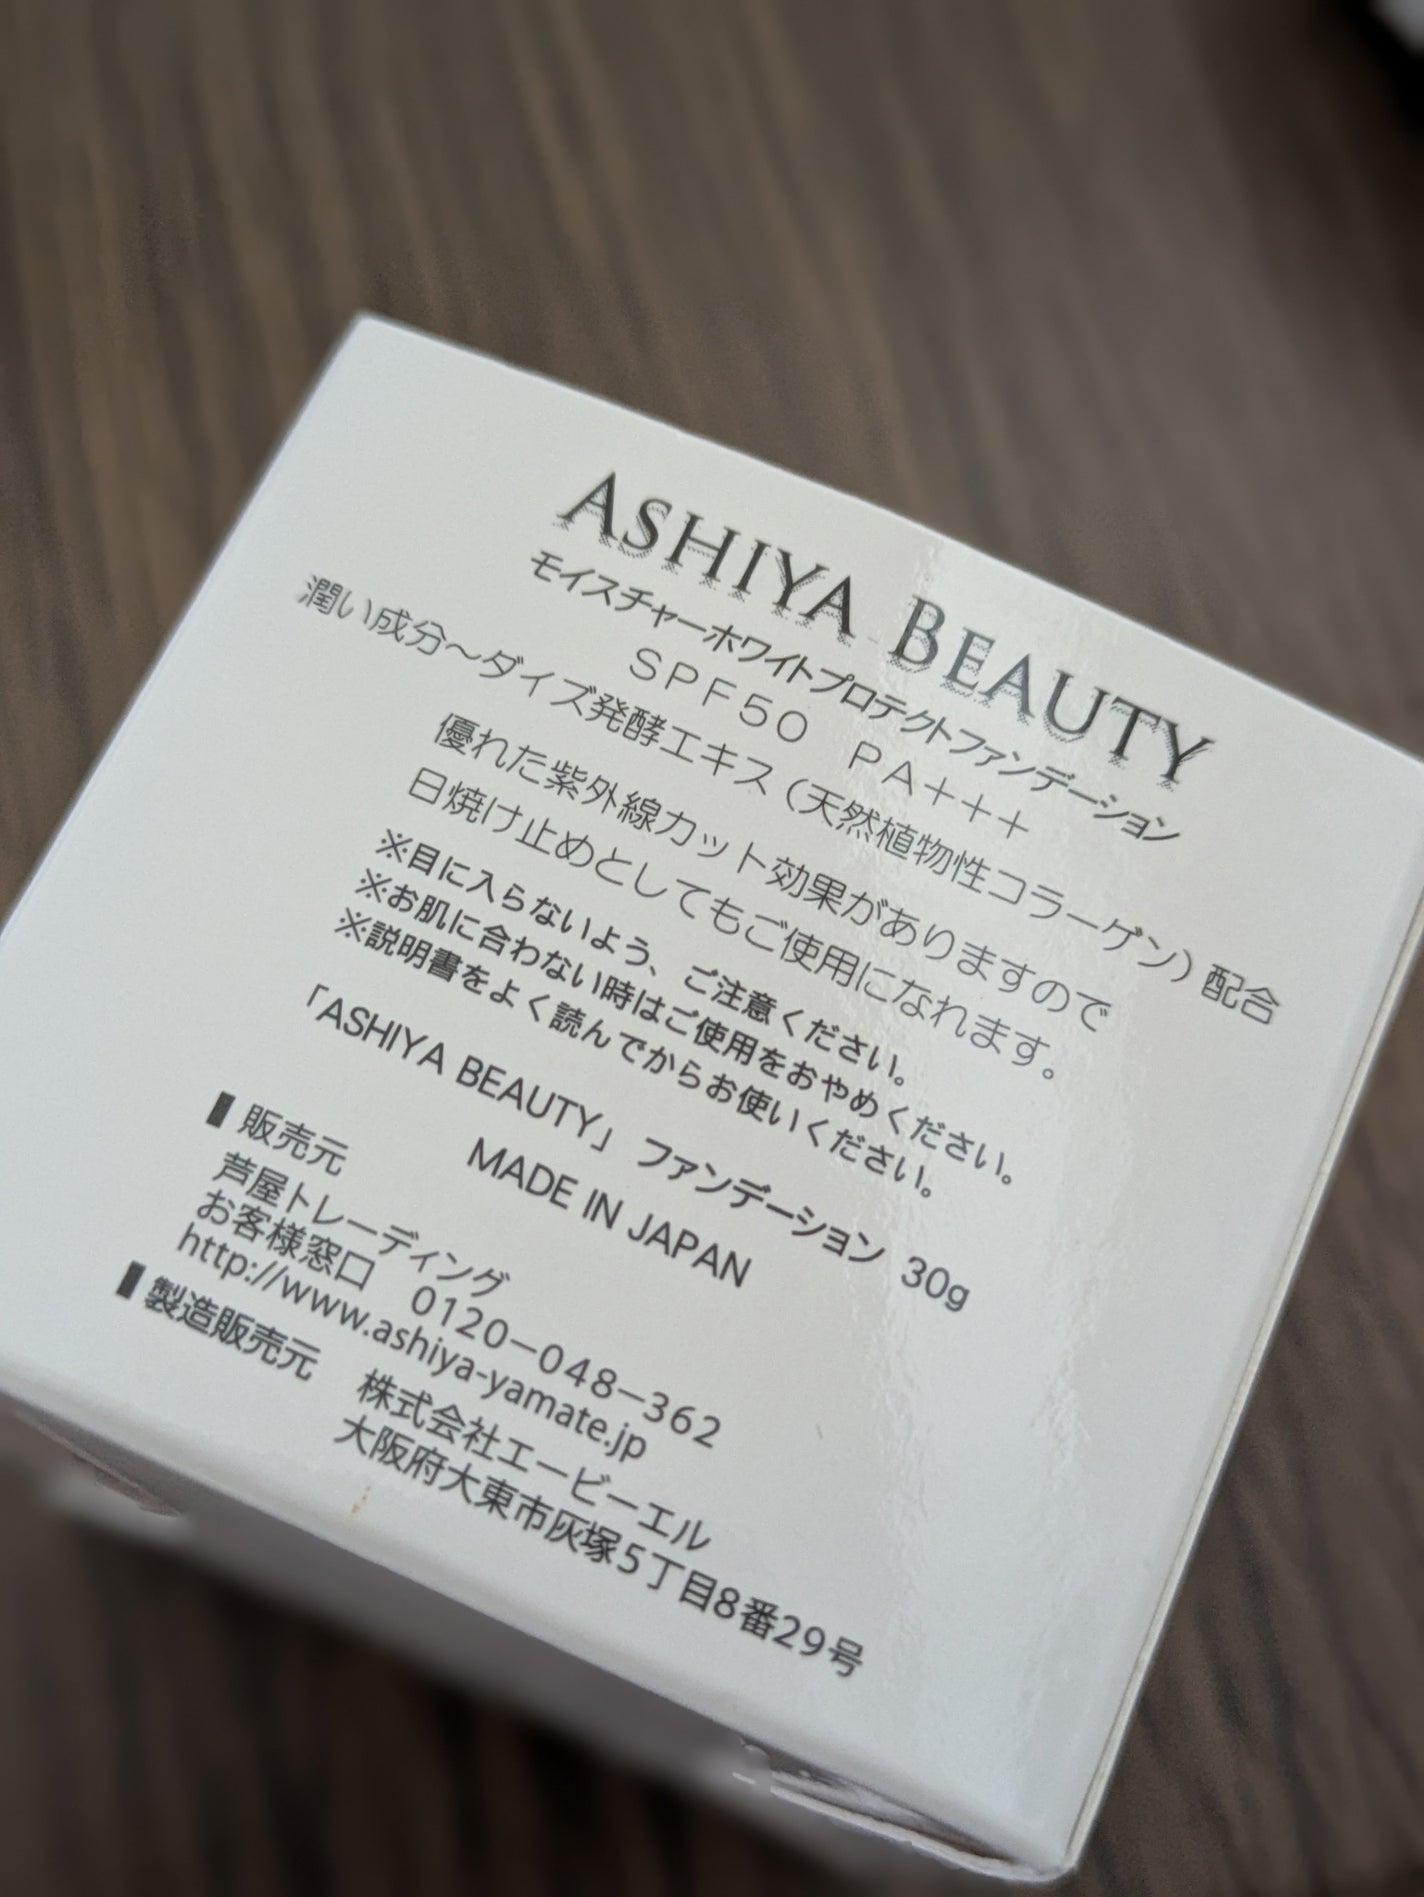 ASHIYA BEAUTY
モイスチャーホワイトプロテクトファンデーション
ＳＰＦ５０　ＰＡ＋＋＋
潤い成分～ダイズ発酵エキス（天然植物性コラーゲン）配合
優れた紫外線カット効果がありますので
日焼け止めとしてもご使用になれます。
※目に入らないよう、ご注意ください。
※お肌に合わない時はご使用をおやめください。
※説明書をよく読んでからお使いください。
「ASHIYA BEAUTY」ファンデーション 30g
MADE IN JAPAN
▌販売元
芦屋トレーディング
お客様窓口　0120－048－362
http://www.ashiya-yamate.jp
▌製造販売元　株式会社エービーエル
大阪府大東市灰塚5丁目8番29号